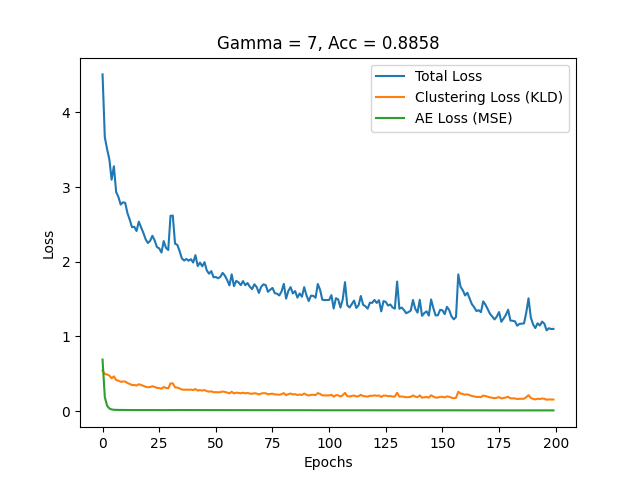 Gamma = 7, Acc = 0.8858
Total Loss
Clustering Loss (KLD)
AE Loss (MSE)
Loss
4
3
2
1
0
0 25 50 75 100 125 150 175 200
Epochs